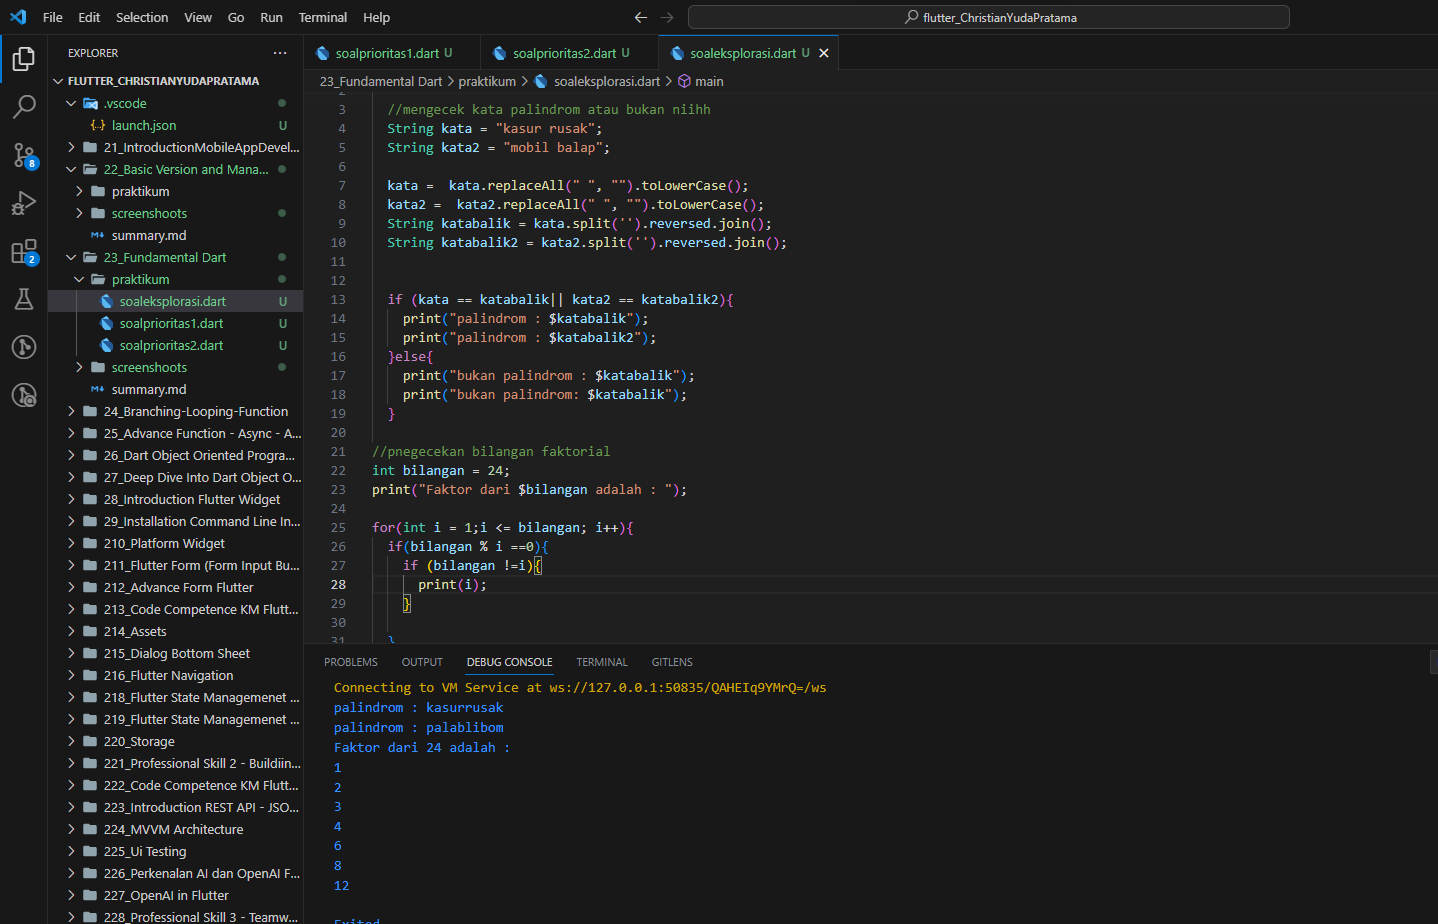 File Edit Selection View Go Run Terminal Help
flutter_ChristianYudaPratama
EXPLORER
FLUTTER_CHRISTIANYUDAPRATAMA
.vscode
{..} launch.json U
21_IntroductionMobileAppDevel...
22_Basic Version and Mana...
praktikum
screenshoots
summary.md
23_Fundamental Dart
praktikum
soaleksplorasi.dart U
soalprioritas1.dart U
soalprioritas2.dart U
screenshoots
summary.md
24_Branching-Looping-Function
25_Advance Function - Async - A...
26_Dart Object Oriented Progra...
27_Deep Dive Into Dart Object O...
28_Introduction Flutter Widget
29_Installation Command Line In...
210_Platform Widget
211_Flutter Form (Form Input Bu...
212_Advance Form Flutter
213_Code Competence KM Flutt...
214_Assets
215_Dialog Bottom Sheet
216_Flutter Navigation
218_Flutter State Managemenet ...
219_Flutter State Managemenet ...
220_Storage
221_Professional Skill 2 - Buildiin...
222_Code Competence KM Flutt...
223_Introduction REST API - JSO...
224_MVVM Architecture
225_Ui Testing
226_Perkenalan AI dan OpenAI F...
227_OpenAI in Flutter
228_Professional Skill 3 - Teamw...
8
2
soalprioritas1.dart U soalprioritas2.dart U soaleksplorasi.dart U
23_Fundamental Dart > praktikum > soaleksplorasi.dart > main
3 //mengecek kata palindrom atau bukan niihh
4 String kata = "kasur rusak";
5 String kata2 = "mobil balap";
6
7 kata =  kata.replaceAll(" ", "").toLowerCase();
8 kata2 =  kata2.replaceAll(" ", "").toLowerCase();
9 String katabalik = kata.split('').reversed.join();
10 String katabalik2 = kata2.split('').reversed.join();
11
12
13 if (kata == katabalik|| kata2 == katabalik2){
14 print("palindrom : $katabalik");
15 print("palindrom : $katabalik2");
16 }else{
17 print("bukan palindrom : $katabalik");
18 print("bukan palindrom: $katabalik");
19 }
20
21 //pnegecekan bilangan faktorial
22 int bilangan = 24;
23 print("Faktor dari $bilangan adalah : ");
24
25 for(int i = 1;i <= bilangan; i++){
26 if(bilangan % i ==0){
27 if (bilangan !=i){
28 print(i);
29 }
30
31 }
PROBLEMS OUTPUT DEBUG CONSOLE TERMINAL GITLENS
Connecting to VM Service at ws://127.0.0.1:50835/QAHEIq9YMrQ=/ws
palindrom : kasurrusak
palindrom : palablibom
Faktor dari 24 adalah :
1
2
3
4
6
8
12
Exited